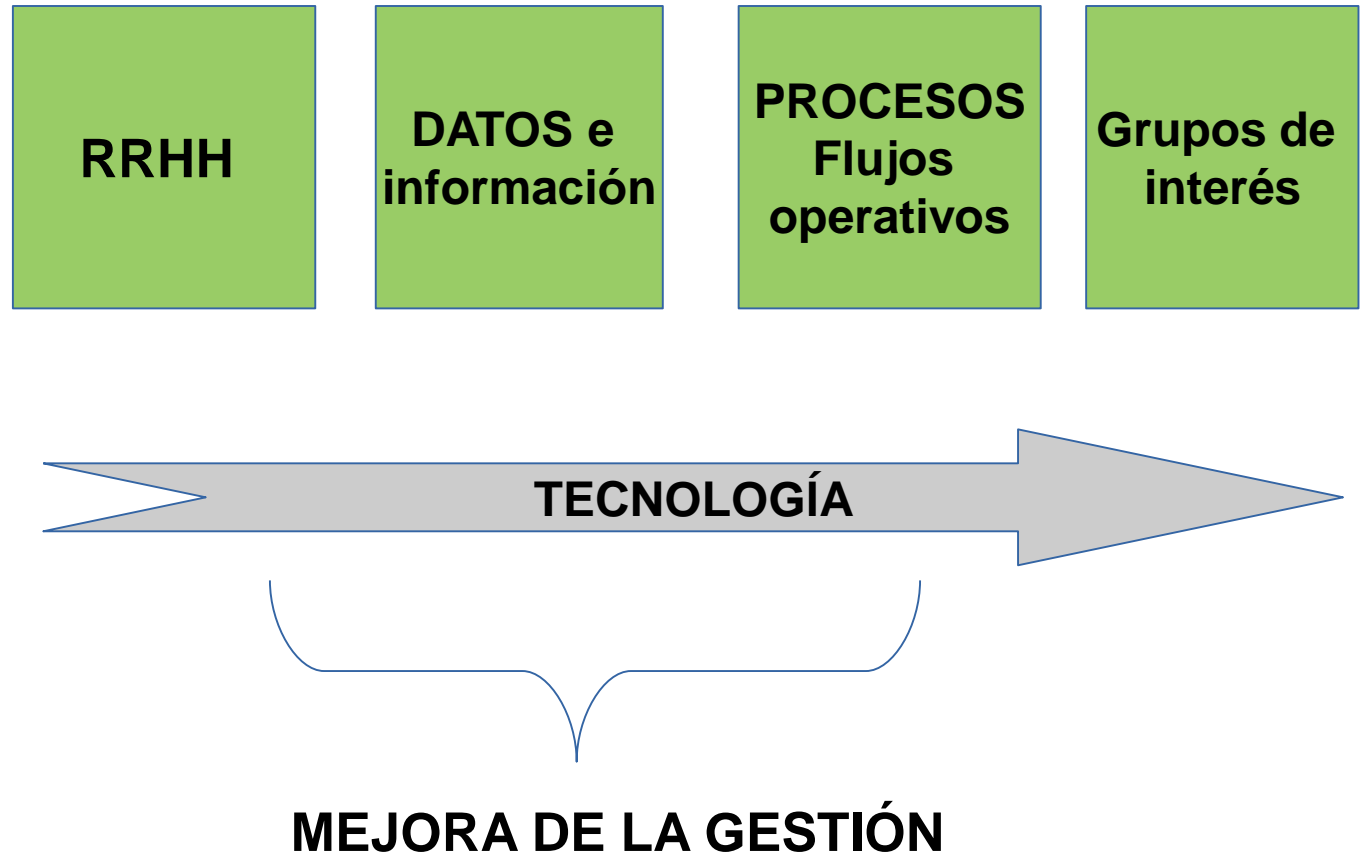 RRHH
DATOS e
información
PROCESOS
Flujos
operativos
Grupos de
interés
TECNOLOGÍA
MEJORA DE LA GESTIÓN